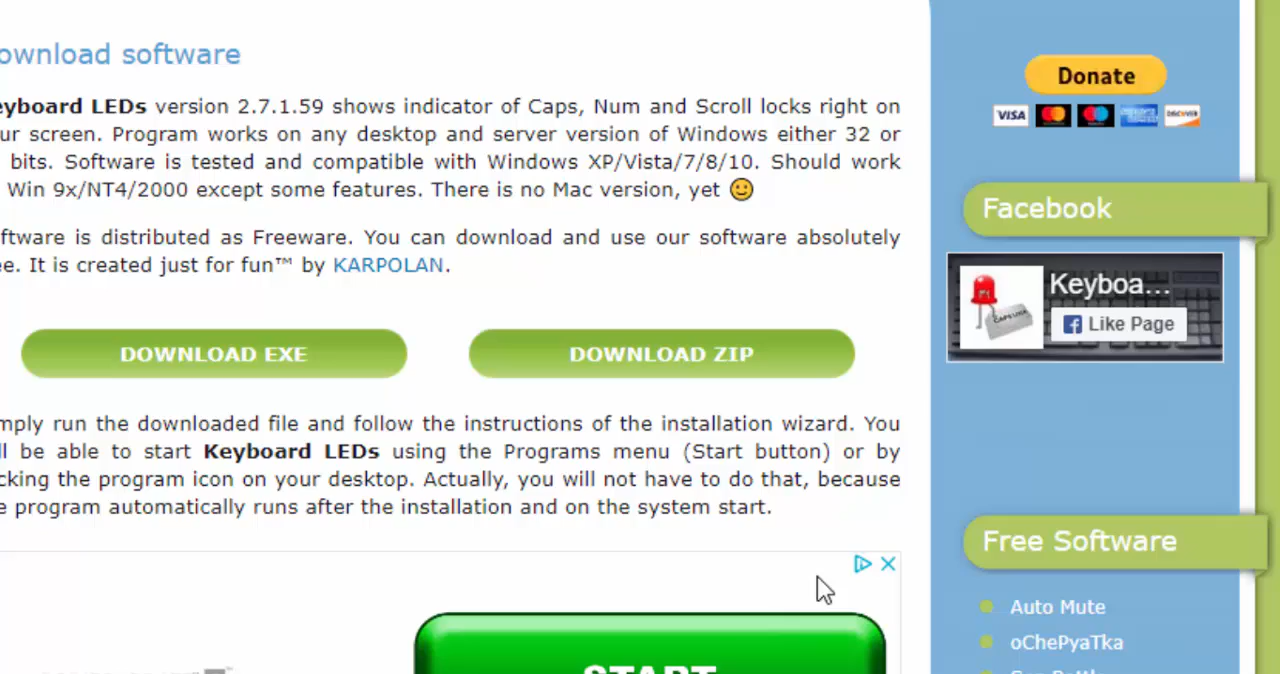 ownload software
eyboard LEDs version 2.7.1.59 shows indicator of Caps, Num and Scroll locks right on
ur screen. Program works on any desktop and server version of Windows either 32 or
bits. Software is tested and compatible with Windows XP/Vista/7/8/10. Should work
Win 9x/NT4/2000 except some features. There is no Mac version, yet
ftware is distributed as Freeware. You can download and use our software absolutely
e. It is created just for fun™ by KARPOLAN.
DOWNLOAD EXE
DOWNLOAD ZIP
mply run the downloaded file and follow the instructions of the installation wizard. You
ll be able to start Keyboard LEDs using the Programs menu (Start button) or by
cking the program icon on your desktop. Actually, you will not have to do that, because
e program automatically runs after the installation and on the system start.
START
Donate
VISA
DISCOVER
Facebook
Keyboa...
CAPS LOCK
Like Page
Free Software
Auto Mute
oChePyaTka